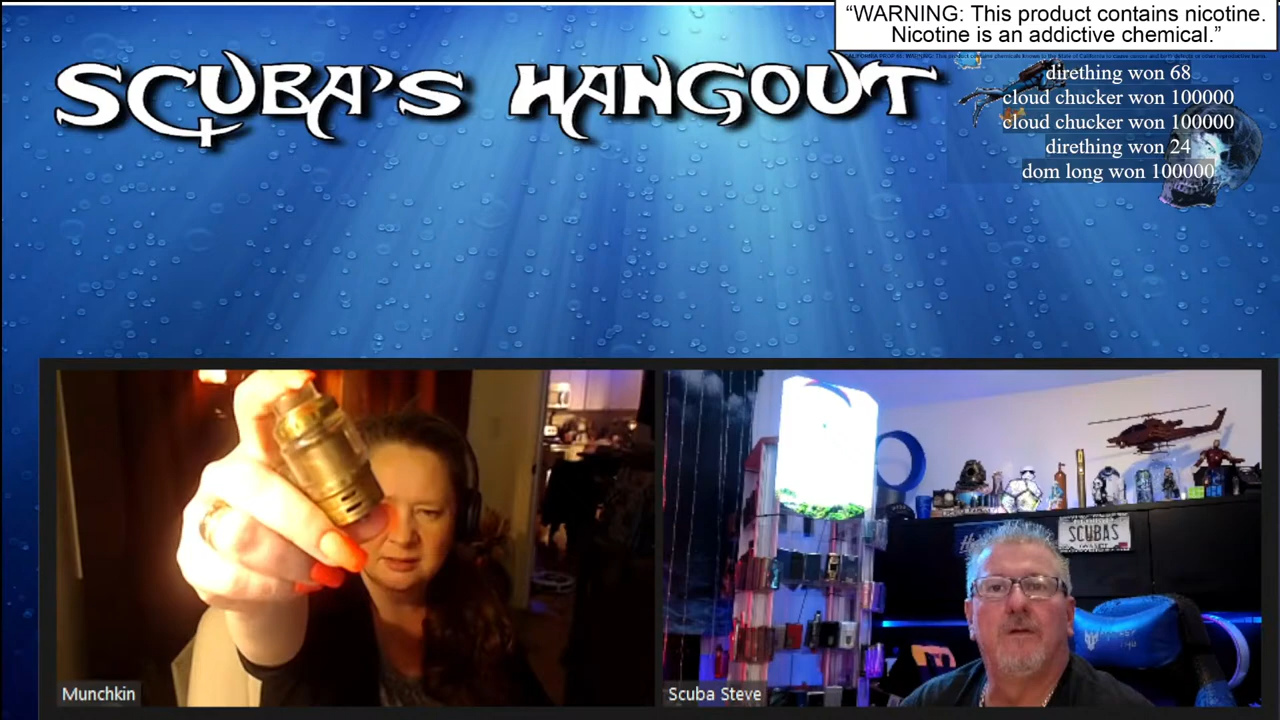 “WARNING: This product contains nicotine.
Nicotine is an addictive chemical.”
SCUBA’S HANGOUT
dirething won 68
cloud chucker won 100000
cloud chucker won 100000
dirething won 24
dom long won 100000
SCUBAS
Munchkin
Scuba Steve